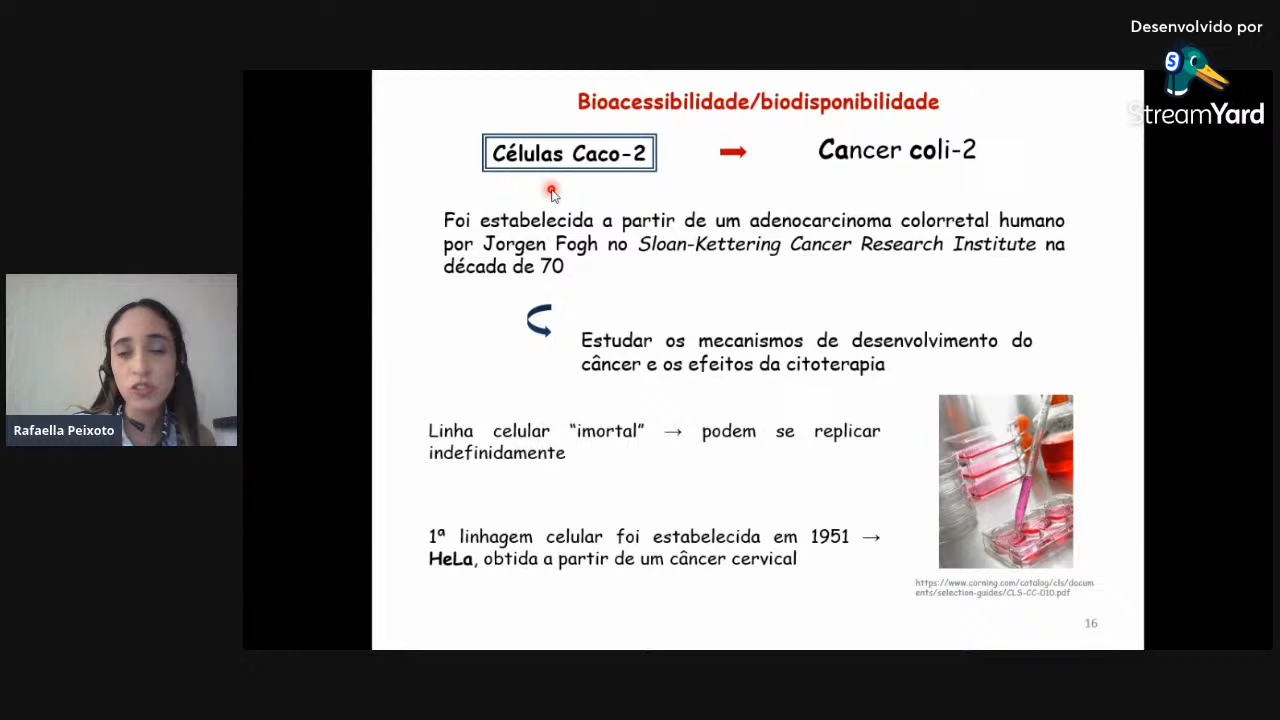 Desenvolvido por
StreamYard
Bioacessibilidade/biodisponibilidade
Células Caco-2
Cancer coli-2
Foi estabelecida a partir de um adenocarcinoma colorretal humano
por Jorgen Fogh no Sloan-Kettering Cancer Research Institute na
década de 70
Estudar os mecanismos de desenvolvimento do
câncer e os efeitos da citoterapia
Linha celular “imortal” → podem se replicar
indefinidamente
1ª linhagem celular foi estabelecida em 1951 →
HeLa, obtida a partir de um câncer cervical
https://www.corning.com/catalog/cls/docum
ents/selection-guides/CLS-CC-010.pdf
16
Rafaella Peixoto